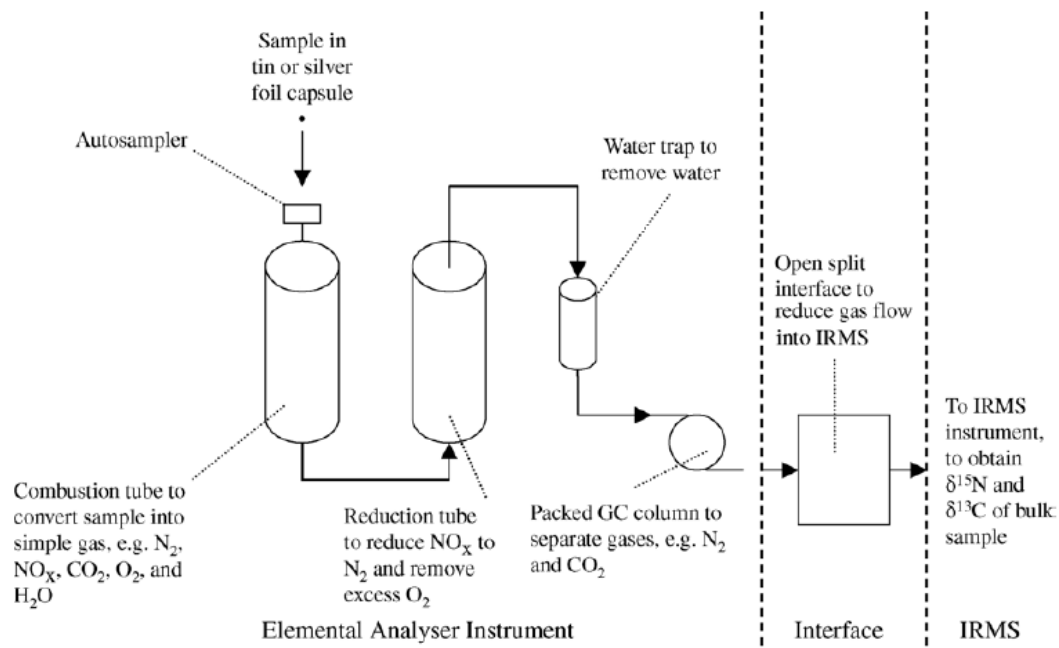 Sample in
tin or silver
foil capsule
Autosampler
Water trap to
remove water
Open split
interface to
reduce gas flow
into IRMS
To IRMS
instrument,
to obtain
δ¹⁵N and
δ¹³C of bulk
sample
Combustion tube to
convert sample into
simple gas, e.g. N₂,
NOₓ, CO₂, O₂, and
H₂O
Reduction tube
to reduce NOₓ to
N₂ and remove
excess O₂
Packed GC column to
separate gases, e.g. N₂
and CO₂
Elemental Analyser Instrument
Interface
IRMS